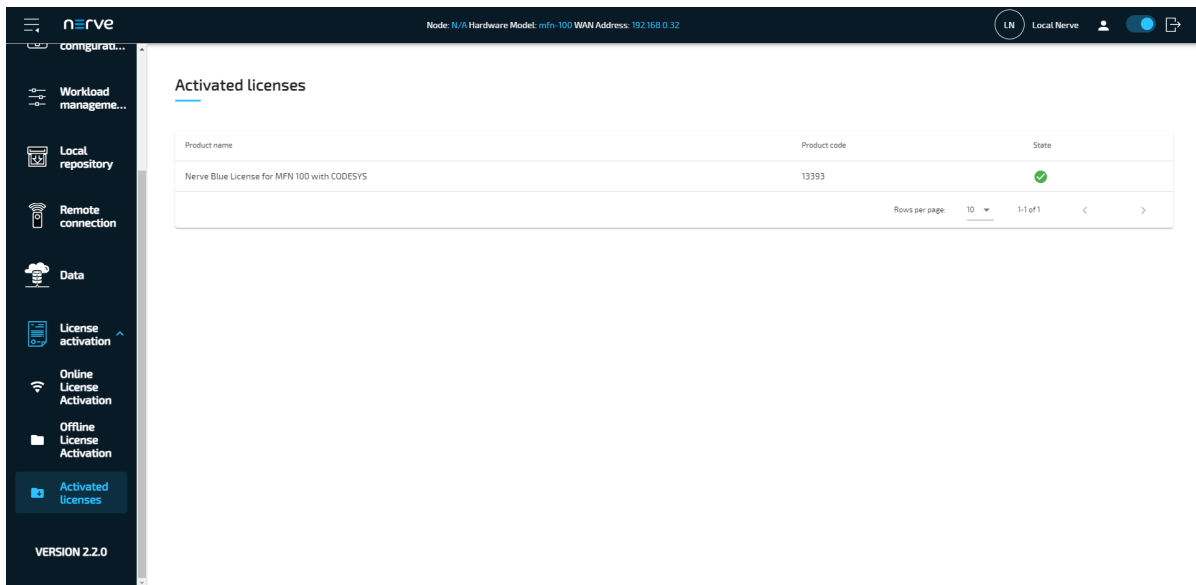 nerve
Node: N/A Hardware Model: mfn-100 WAN Address: 192.168.0.32
LN Local Nerve
configurati...
Workload
manageme...
Local
repository
Remote
connection
Data
License
activation
Online
License
Activation
Offline
License
Activation
Activated
licenses
VERSION 2.2.0
Activated licenses
Product name Product code State
Nerve Blue License for MFN 100 with CODESYS 13393
Rows per page: 10 1-1 of 1